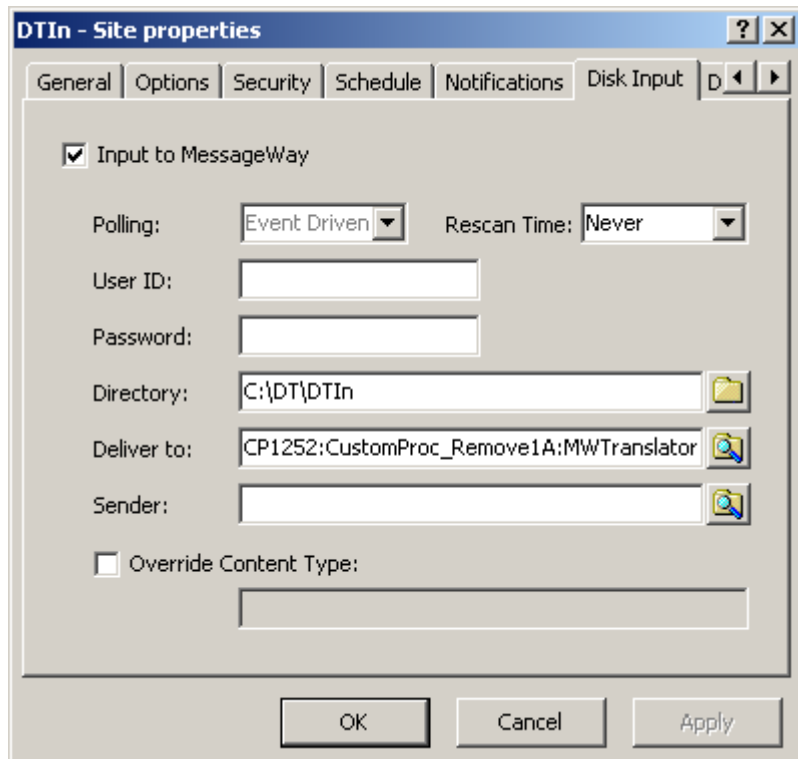 DTIn - Site properties
General Options Security Schedule Notifications Disk Input D
Input to MessageWay
Polling: Event Driven Rescan Time: Never
User ID:
Password:
Directory: C:\DT\DTIn
Deliver to: CP1252:CustomProc_Remove1A:MWTranslator
Sender:
Override Content Type:
OK Cancel Apply